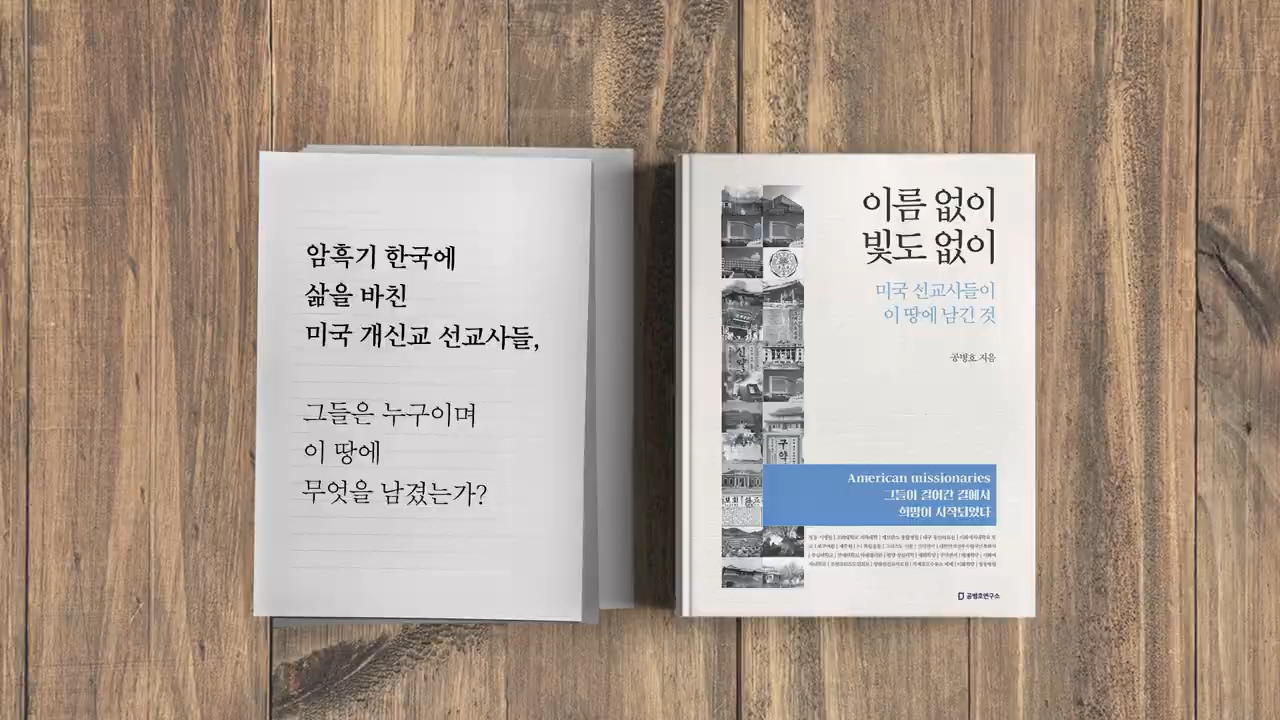 암흑기 한국에
삶을 바친
미국 개신교 선교사들,
그들은 누구이며
이 땅에
무엇을 남겼는가?
이름 없이
빛도 없이
미국 선교사들이
이 땅에 남긴 것
공병호 지음
신약
구약
American missionaries
그들이 걸어간 길에서
희망이 시작되었다
공병호연구소